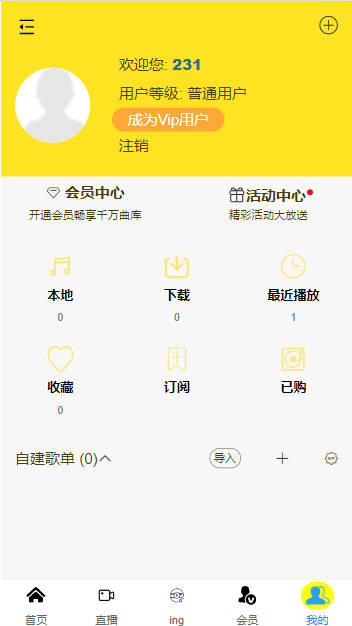 欢迎您: 231
用户等级: 普通用户
成为Vip用户
注销
会员中心 活动中心
开通会员畅享千万曲库 精彩活动大放送
本地 下载 最近播放
0 0 1
收藏 订阅 已购
0
自建歌单 (0) 导入
首页 直播 ing 会员 我的